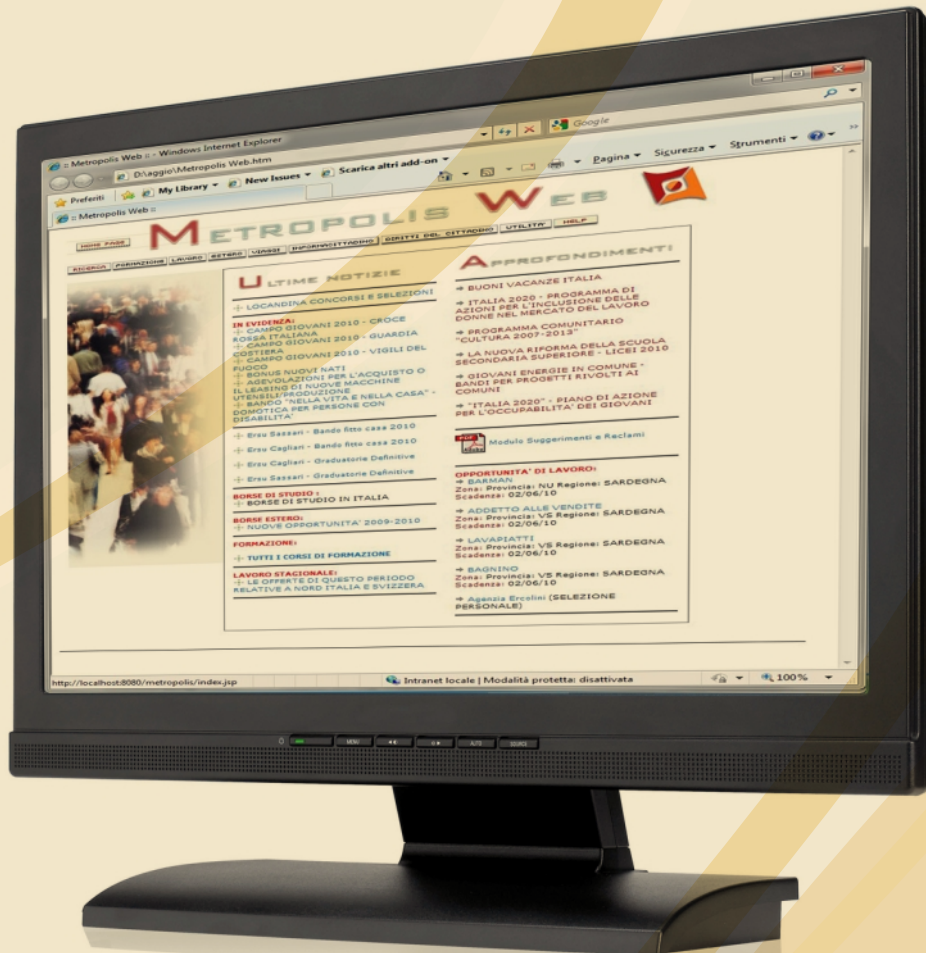 :: Metropolis Web :: - Windows Internet Explorer
D:\aggio\Metropolis Web.htm
Google
Preferiti
My Library
New Issues
Scarica altri add-on
:: Metropolis Web ::
Pagina
Sicurezza
Strumenti
METROPOLIS WEB
HOME PAGE
RICERCA FORMAZIONE LAVORO ESTERO VIAGGI INFORMACITTADINO DIRITTI DEL CITTADINO UTILITA' HELP
ULTIME NOTIZIE
LOCANDINA CONCORSI E SELEZIONI
IN EVIDENZA:
CAMPO GIOVANI 2010 - CROCE
ROSSA ITALIANA
CAMPO GIOVANI 2010 - GUARDIA
COSTIERA
CAMPO GIOVANI 2010 - VIGILI DEL
FUOCO
BONUS NUOVI NATI
AGEVOLAZIONI PER L'ACQUISTO O
IL LEASING DI NUOVE MACCHINE
UTENSILI/PRODUZIONE
BANDO "NELLA VITA E NELLA CASA" -
DOMOTICA PER PERSONE CON
DISABILITA'
Ersu Sassari - Bando fitto casa 2010
Ersu Cagliari - Bando fitto casa 2010
Ersu Cagliari - Graduatorie Definitive
Ersu Sassari - Graduatorie Definitive
BORSE DI STUDIO :
BORSE DI STUDIO IN ITALIA
BORSE ESTERO:
NUOVE OPPORTUNITA' 2009-2010
FORMAZIONE:
TUTTI I CORSI DI FORMAZIONE
LAVORO STAGIONALE:
LE OFFERTE DI QUESTO PERIODO
RELATIVE A NORD ITALIA E SVIZZERA
APPROFONDIMENTI
BUONI VACANZE ITALIA
ITALIA 2020 - PROGRAMMA DI
AZIONI PER L'INCLUSIONE DELLE
DONNE NEL MERCATO DEL LAVORO
PROGRAMMA COMUNITARIO
"CULTURA 2007-2013"
LA NUOVA RIFORMA DELLA SCUOLA
SECONDARIA SUPERIORE - LICEI 2010
GIOVANI ENERGIE IN COMUNE -
BANDI PER PROGETTI RIVOLTI AI
COMUNI
"ITALIA 2020" - PIANO DI AZIONE
PER L'OCCUPABILITA' DEI GIOVANI
PDF
Adobe
Modulo Suggerimenti e Reclami
OPPORTUNITA' DI LAVORO:
BARMAN
Zona: Provincia: NU Regione: SARDEGNA
Scadenza: 02/06/10
ADDETTO ALLE VENDITE
Zona: Provincia: VS Regione: SARDEGNA
Scadenza: 02/06/10
LAVAPIATTI
Zona: Provincia: VS Regione: SARDEGNA
Scadenza: 02/06/10
BAGNINO
Zona: Provincia: VS Regione: SARDEGNA
Scadenza: 02/06/10
Agenzia Ercolini (SELEZIONE
PERSONALE)
http://localhost:8080/metropolis/index.jsp
Intranet locale | Modalità protetta: disattivata
100%
MENU
AUTO
SOURCE